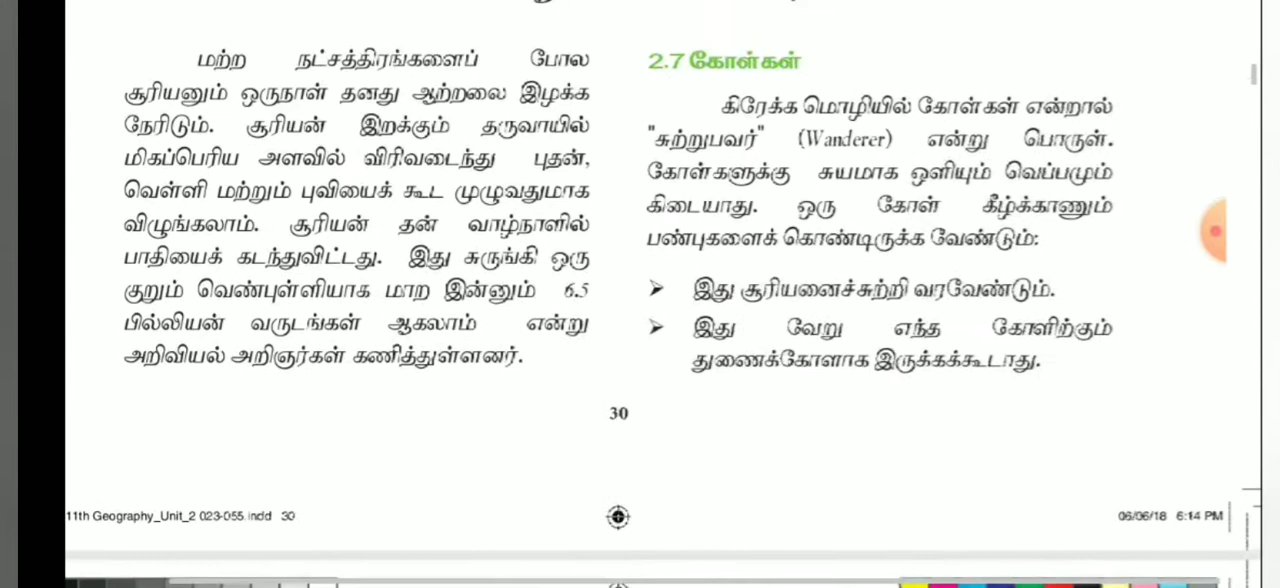 மற்ற நட்சத்திரங்களைப் போல
சூரியனும் ஒருநாள் தனது ஆற்றலை இழக்க
நேரிடும். சூரியன் இறக்கும் தருவாயில்
மிகப்பெரிய அளவில் விரிவடைந்து புதன்,
வெள்ளி மற்றும் புவியைக் கூட முழுவதுமாக
விழுங்கலாம். சூரியன் தன் வாழ்நாளில்
பாதியைக் கடந்துவிட்டது. இது சுருங்கி ஒரு
குறும் வெண்புள்ளியாக மாற இன்னும் 6.5
பில்லியன் வருடங்கள் ஆகலாம் என்று
அறிவியல் அறிஞர்கள் கணித்துள்ளனர்.
2.7 கோள்கள்
கிரேக்க மொழியில் கோள்கள் என்றால்
"சுற்றுபவர்" (Wanderer) என்று பொருள்.
கோள்களுக்கு சுயமாக ஒளியும் வெப்பமும்
கிடையாது. ஒரு கோள் கீழ்க்காணும்
பண்புகளைக் கொண்டிருக்க வேண்டும்:
➤ இது சூரியனைச்சுற்றி வரவேண்டும்.
➤ இது வேறு எந்த கோளிற்கும்
துணைக்கோளாக இருக்கக்கூடாது.
30
11th Geography_Unit_2 023-055.indd 30
06/06/18 6:14 PM